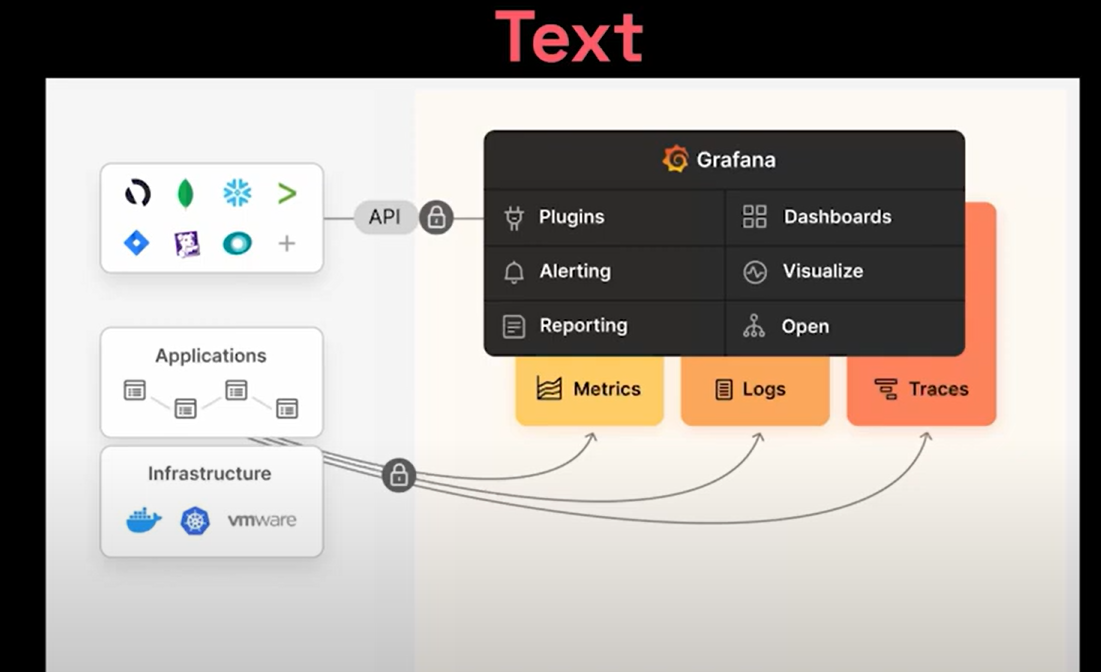 Text
Grafana
API
Plugins
Dashboards
Alerting
Visualize
Reporting
Open
Applications
Metrics
Logs
Traces
Infrastructure
vmware